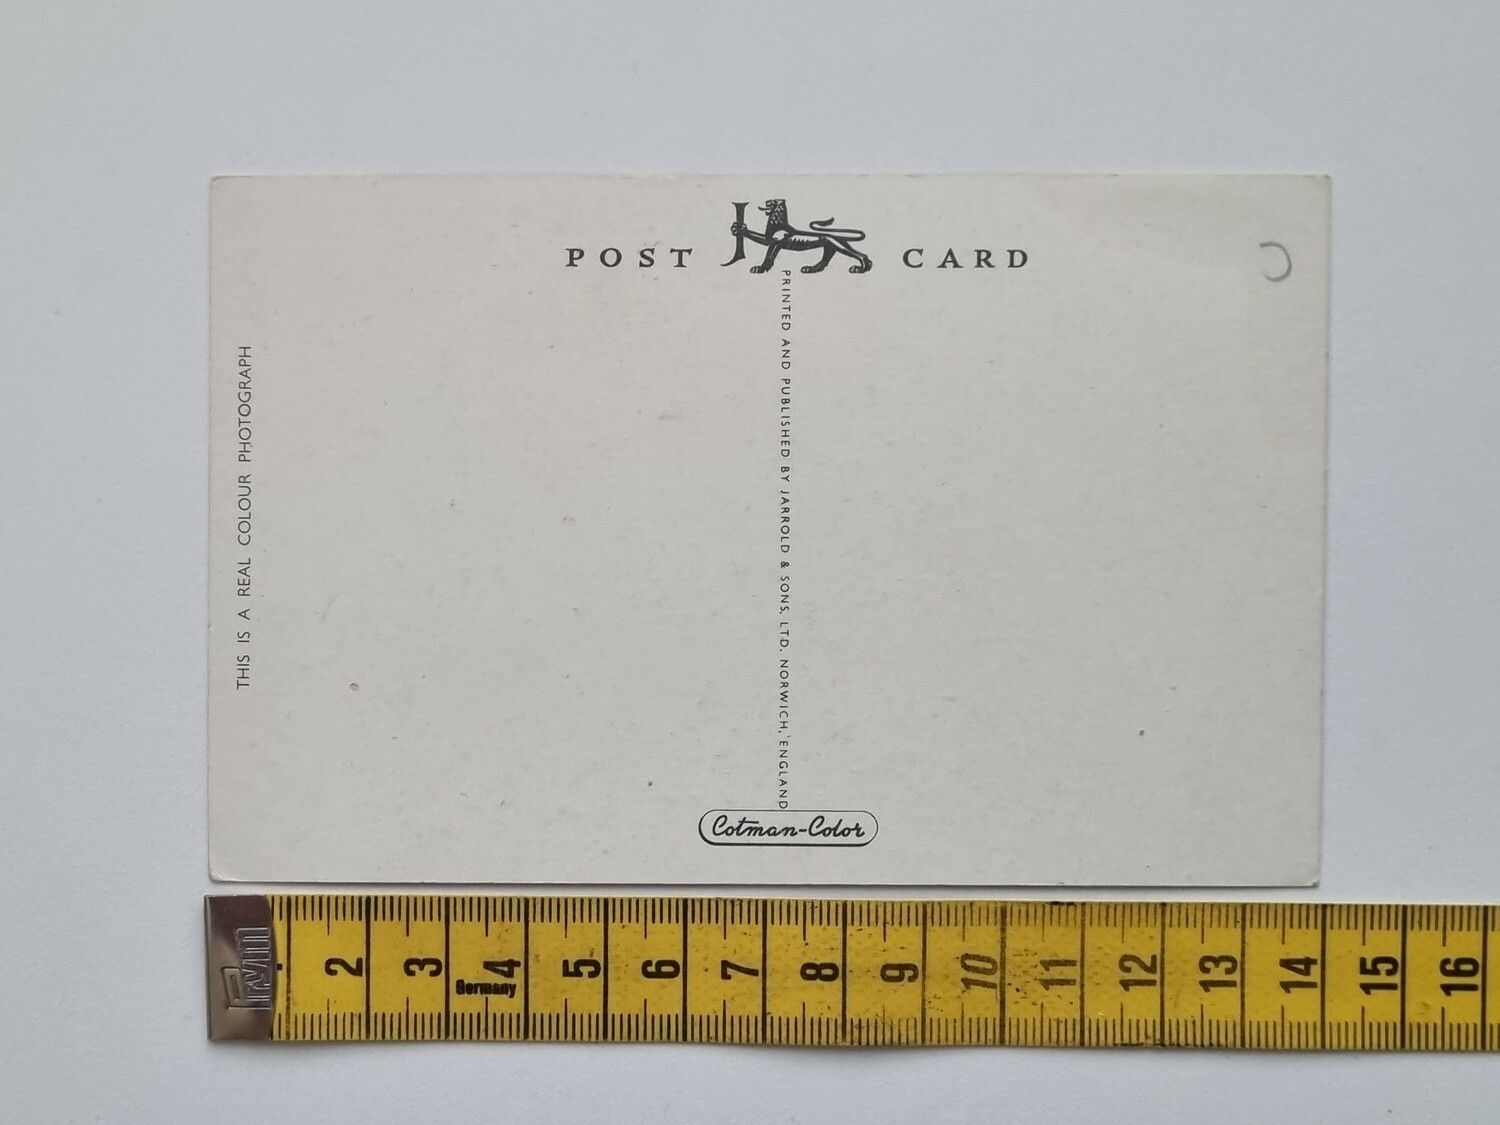 POST CARD
THIS IS A REAL COLOUR PHOTOGRAPH
PRINTED AND PUBLISHED BY JARROLD & SONS, LTD. NORWICH, ENGLAND
Cotman-Color
2 3 4 5 6 7 8 9 10 11 12 13 14 15 16
Germany
PRYM